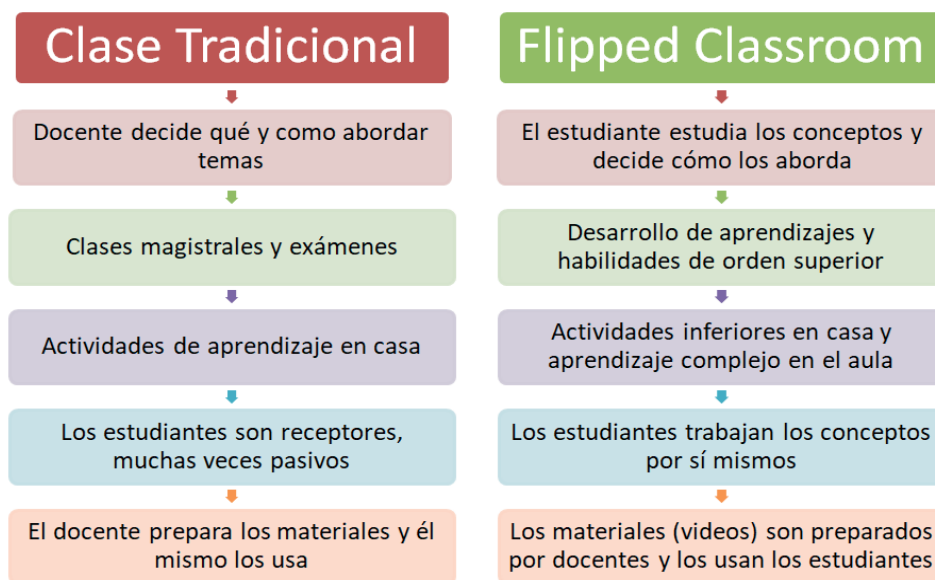 Clase Tradicional
Docente decide qué y como abordar
temas
Clases magistrales y exámenes
Actividades de aprendizaje en casa
Los estudiantes son receptores,
muchas veces pasivos
El docente prepara los materiales y él
mismo los usa
Flipped Classroom
El estudiante estudia los conceptos y
decide cómo los aborda
Desarrollo de aprendizajes y
habilidades de orden superior
Actividades inferiores en casa y
aprendizaje complejo en el aula
Los estudiantes trabajan los conceptos
por sí mismos
Los materiales (videos) son preparados
por docentes y los usan los estudiantes